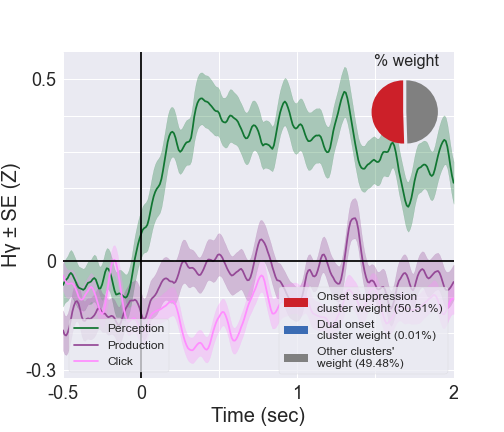 % weight
0.5
0
-0.3
Hγ ± SE (Z)
Perception
Production
Click
Onset suppression
cluster weight (50.51%)
Dual onset
cluster weight (0.01%)
Other clusters'
weight (49.48%)
-0.5
0
1
2
Time (sec)